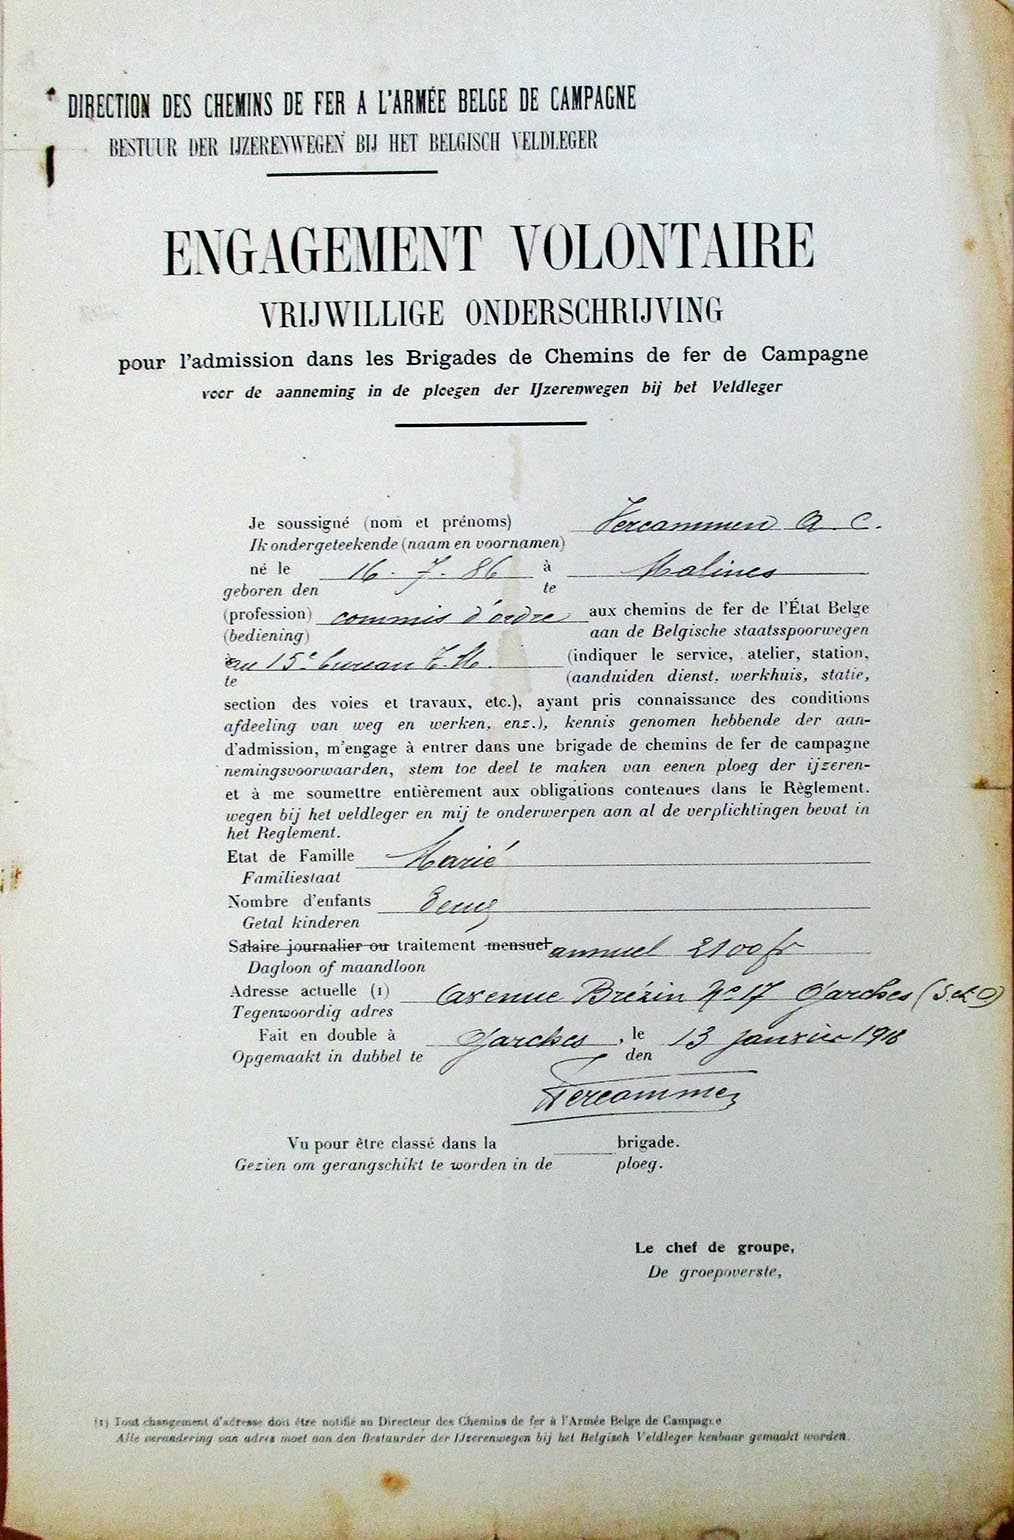 DIRECTION DES CHEMINS DE FER A L'ARMÉE BELGE DE CAMPAGNE
BESTUUR DER IJZERENWEGEN BIJ HET BELGISCH VELDLEGER
ENGAGEMENT VOLONTAIRE
VRIJWILLIGE ONDERSCHRIJVING
pour l'admission dans les Brigades de Chemins de fer de Campagne
voor de aanneming in de ploegen der IJzerenwegen bij het Veldleger
Je soussigné (nom et prénoms) Vercammen A. C.
Ik ondergeteekende (naam en voornamen)
né le 16. 7. 86 à Malines
geboren den te
(profession) commis d'ordre aux chemins de fer de l'État Belge
(bediening) aan de Belgische staatsspoorwegen
au 15e bureau T. M. (indiquer le service, atelier, station,
te (aanduiden dienst, werkhuis, statie,
section des voies et travaux, etc.), ayant pris connaissance des conditions
afdeeling van weg en werken, enz.), kennis genomen hebbende der aan-
d'admission, m'engage à entrer dans une brigade de chemins de fer de campagne
nemingsvoorwaarden, stem toe deel te maken van eenen ploeg der ijzeren-
et à me soumettre entièrement aux obligations contenues dans le Règlement.
wegen bij het veldleger en mij te onderwerpen aan al de verplichtingen bevat in
het Reglement.
Etat de Famille Marié
Familiestaat
Nombre d'enfants Deux
Getal kinderen
Salaire journalier ou traitement mensuel annuel 2100 fr
Dagloon of maandloon
Adresse actuelle (1) Avenue Brézin No 17 Garches (S. et O)
Tegenwoordig adres
Fait en double à Garches, le 13 janvier 1918
Opgemaakt in dubbel te den
Vercammen
Vu pour être classé dans la brigade.
Gezien om gerangschikt te worden in de ploeg.
Le chef de groupe,
De groepoverste,
(1) Tout changement d'adresse doit être notifié au Directeur des Chemins de fer à l'Armée Belge de Campagne
Alle verandering van adres moet aan den Bestuurder der IJzerenwegen bij het Belgisch Veldleger kenbaar gemaakt worden.